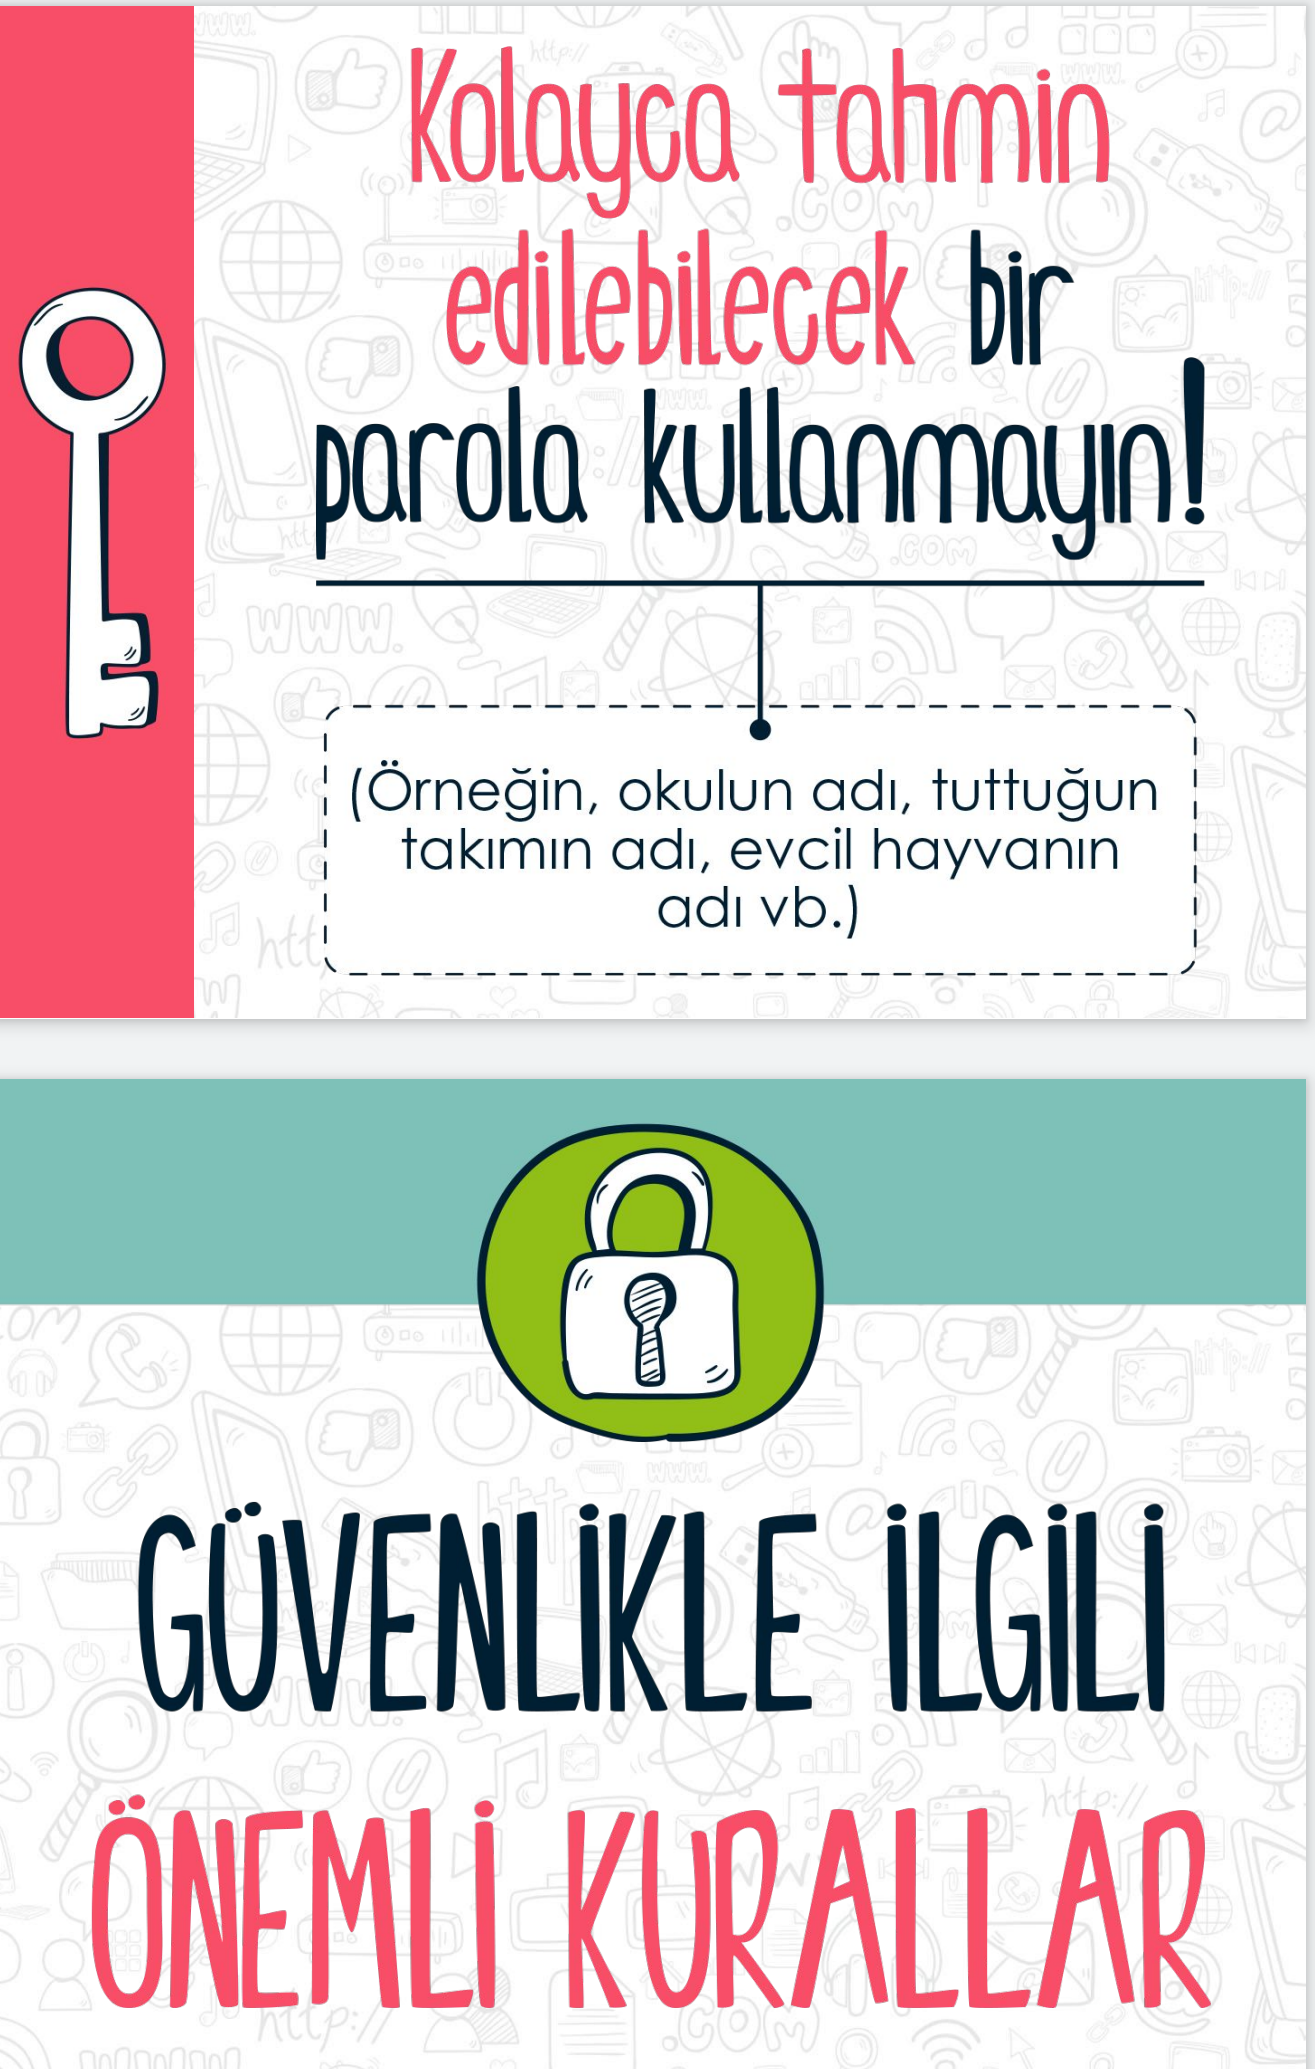 Kolayca tahmin
edilebilecek bir
parola kullanmayın!
(Örneğin, okulun adı, tuttuğun
takımın adı, evcil hayvanın
adı vb.)
GÜVENLİKLE İLGİLİ
ÖNEMLİ KURALLAR